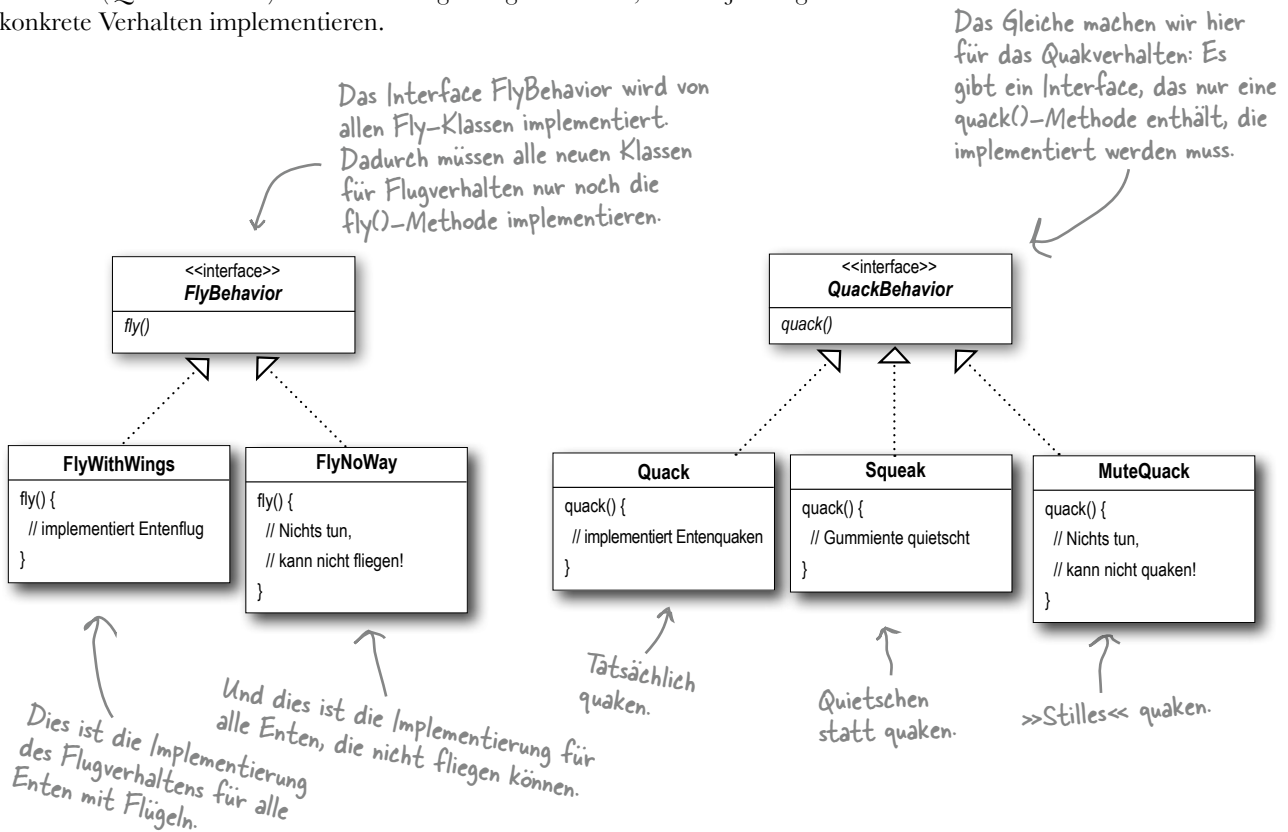 konkrete Verhalten implementieren.
Das Interface FlyBehavior wird von
allen Fly-Klassen implementiert.
Dadurch müssen alle neuen Klassen
für Flugverhalten nur noch die
fly()-Methode implementieren.
Das Gleiche machen wir hier
für das Quakverhalten: Es
gibt ein Interface, das nur eine
quack()-Methode enthält, die
implementiert werden muss.
<<interface>>
FlyBehavior
fly()
<<interface>>
QuackBehavior
quack()
FlyWithWings
fly() {
// implementiert Entenflug
}
FlyNoWay
fly() {
// Nichts tun,
// kann nicht fliegen!
}
Quack
quack() {
// implementiert Entenquaken
}
Squeak
quack() {
// Gummiente quietscht
}
MuteQuack
quack() {
// Nichts tun,
// kann nicht quaken!
}
Dies ist die Implementierung
des Flugverhaltens für alle
Enten mit Flügeln.
Und dies ist die Implementierung für
alle Enten, die nicht fliegen können.
Tatsächlich
quaken.
Quietschen
statt quaken.
>>Stilles<< quaken.